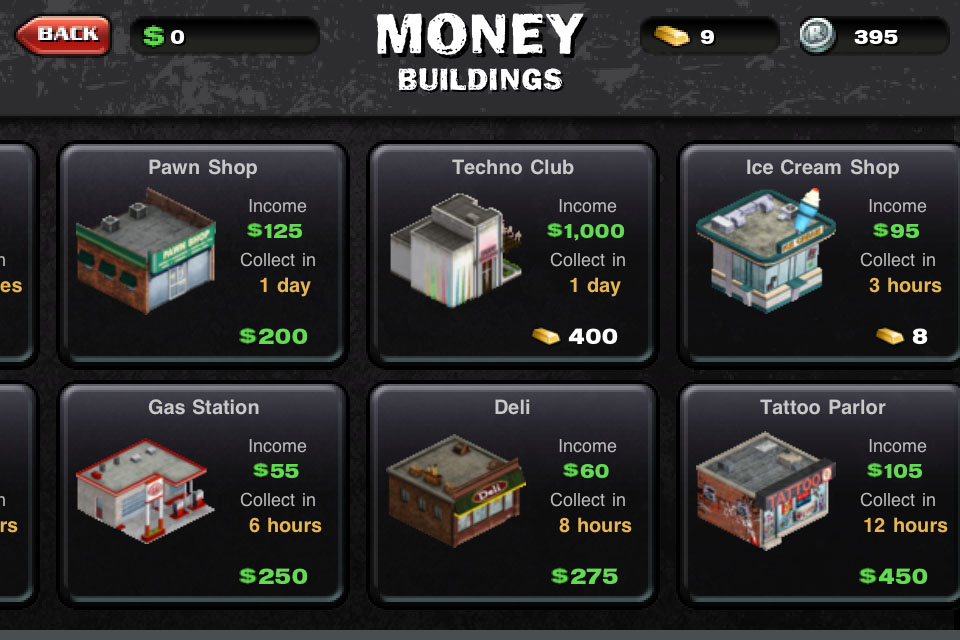 BACK
$ 0
MONEY
BUILDINGS
9
R
395
Pawn Shop
PAWN SHOP
Income
$125
Collect in
1 day
$200
Techno Club
Income
$1,000
Collect in
1 day
400
Ice Cream Shop
Income
$95
Collect in
3 hours
8
n
es
Gas Station
Income
$55
Collect in
6 hours
$250
Deli
Deli
Income
$60
Collect in
8 hours
$275
Tattoo Parlor
TATTOO
Income
$105
Collect in
12 hours
$450
n
rs